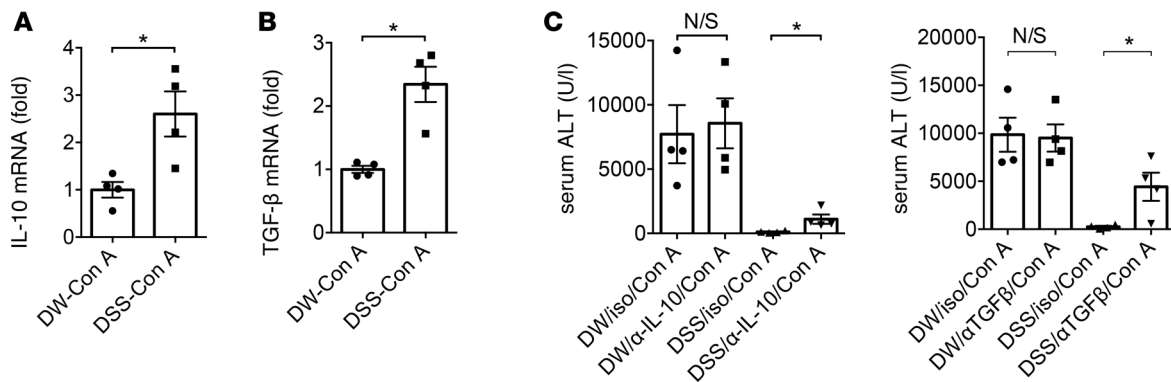 A
IL-10 mRNA (fold)
4
3
2
1
0
*
DW-Con A
DSS-Con A
B
TGF-β mRNA (fold)
3
2
1
0
*
DW-Con A
DSS-Con A
C
serum ALT (U/l)
15000
10000
5000
0
N/S
*
DW/iso/Con A
DW/α-IL-10/Con A
DSS/iso/Con A
DSS/α-IL-10/Con A
serum ALT (U/l)
20000
15000
10000
5000
0
N/S
*
DW/iso/Con A
DW/αTGFβ/Con A
DSS/iso/Con A
DSS/αTGFβ/Con A